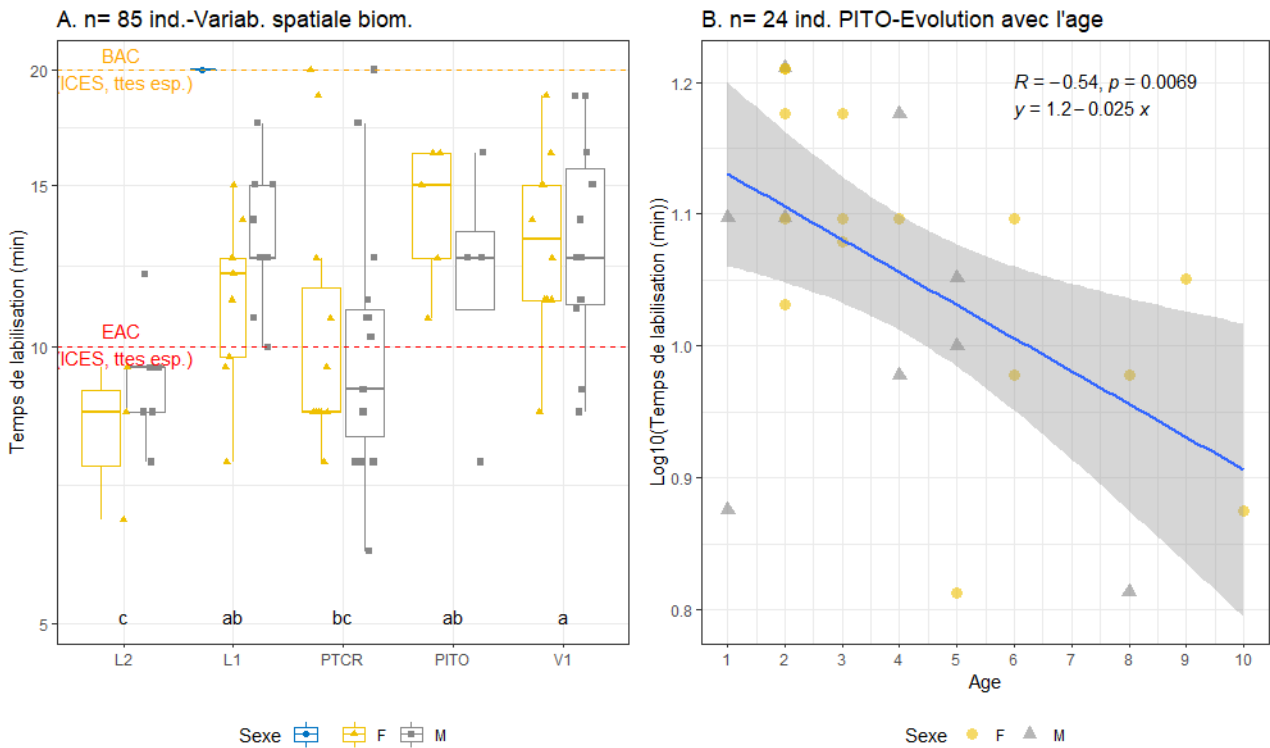 A. n= 85 ind.-Variab. spatiale biom.
BAC
(ICES, ttes esp.)
EAC
(ICES, ttes esp.)
Temps de labilisation (min)
20
15
10
5
c ab bc ab a
L2 L1 PTCR PITO V1
Sexe F M
B. n= 24 ind. PITO-Evolution avec l'age
R = −0.54, p = 0.0069
y = 1.2−0.025 x
Log10(Temps de labilisation (min))
1.2
1.1
1.0
0.9
0.8
1 2 3 4 5 6 7 8 9 10
Age
Sexe F M